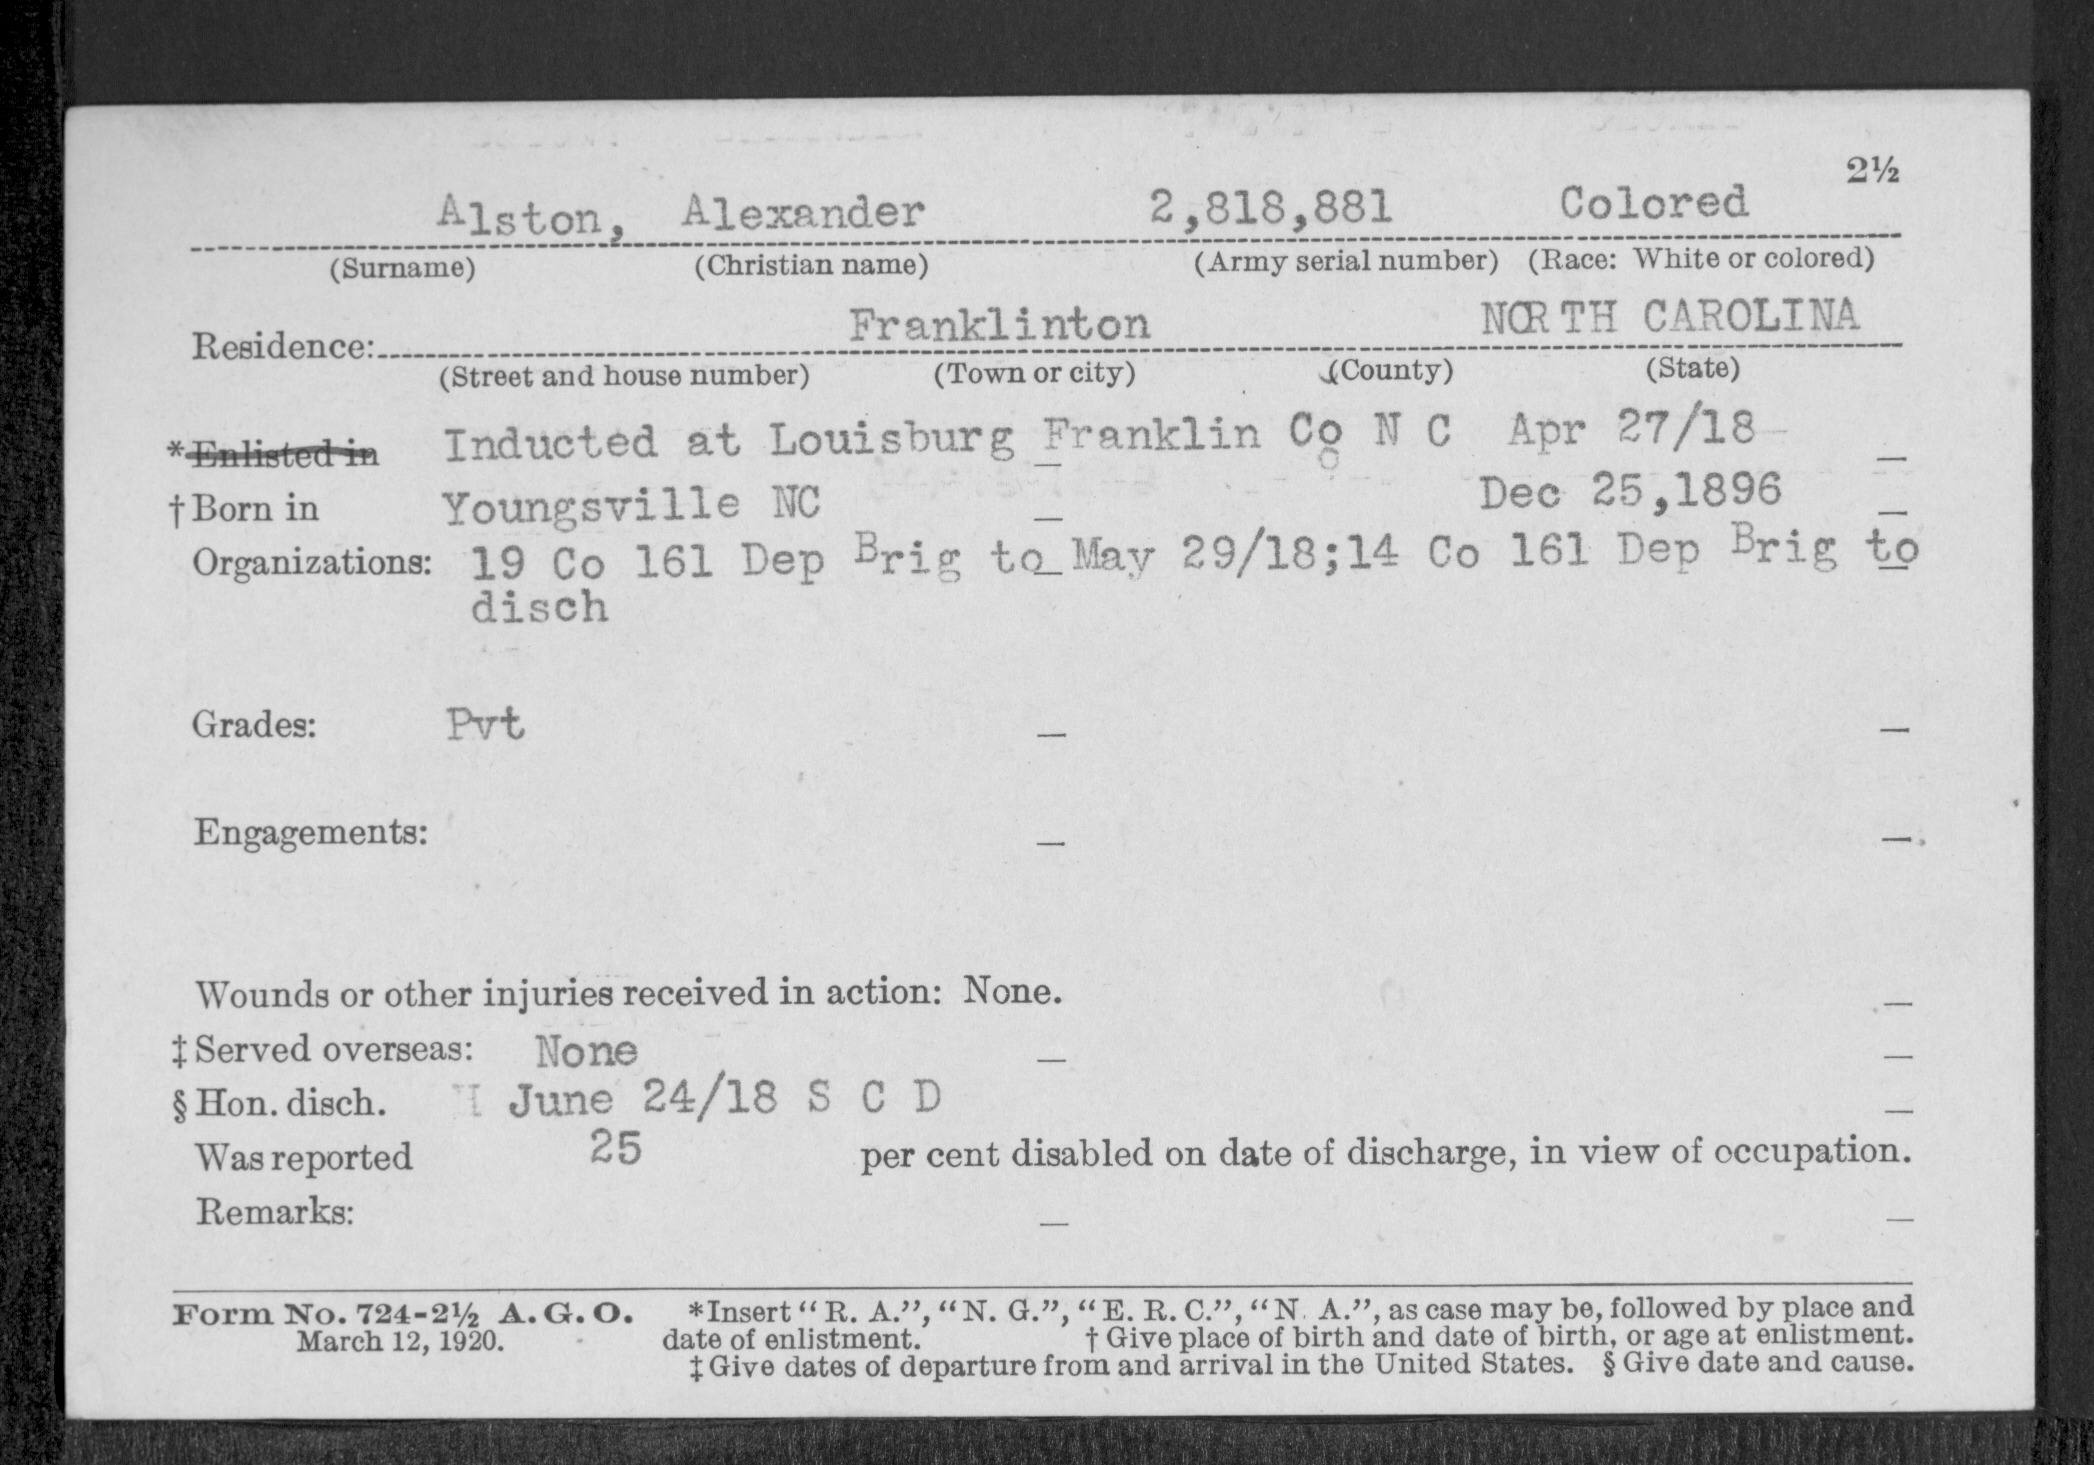 2½
Alston, Alexander 2,818,881 Colored
(Surname) (Christian name) (Army serial number) (Race: White or colored)
Residence: Franklinton NORTH CAROLINA
(Street and house number) (Town or city) (County) (State)
*Enlisted in Inducted at Louisburg Franklin Co N C Apr 27/18
†Born in Youngsville NC Dec 25,1896
Organizations: 19 Co 161 Dep Brig to May 29/18;14 Co 161 Dep Brig to
disch
Grades: Pvt
Engagements:
Wounds or other injuries received in action: None.
‡Served overseas: None
§Hon. disch. June 24/18 S C D
Was reported 25 per cent disabled on date of discharge, in view of occupation.
Remarks:
Form No. 724-2½ A. G. O. *Insert "R. A.", "N. G.", "E. R. C.", "N. A.", as case may be, followed by place and
March 12, 1920. date of enlistment. †Give place of birth and date of birth, or age at enlistment.
‡Give dates of departure from and arrival in the United States. §Give date and cause.